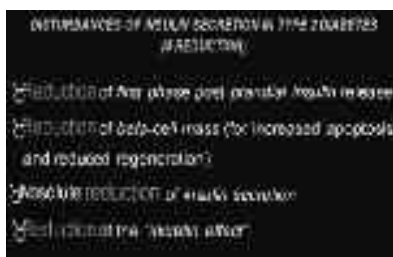 DISTURBANCES OF INSULIN SECRETION IN TYPE 2 DIABETES
(REDUCTION)
Reduction of first phase post prandial insulin release
Reduction of beta-cell mass (for increased apoptosis
and reduced regeneration)
Absolute reduction of insulin secretion
Reduction of the "incretin effect"